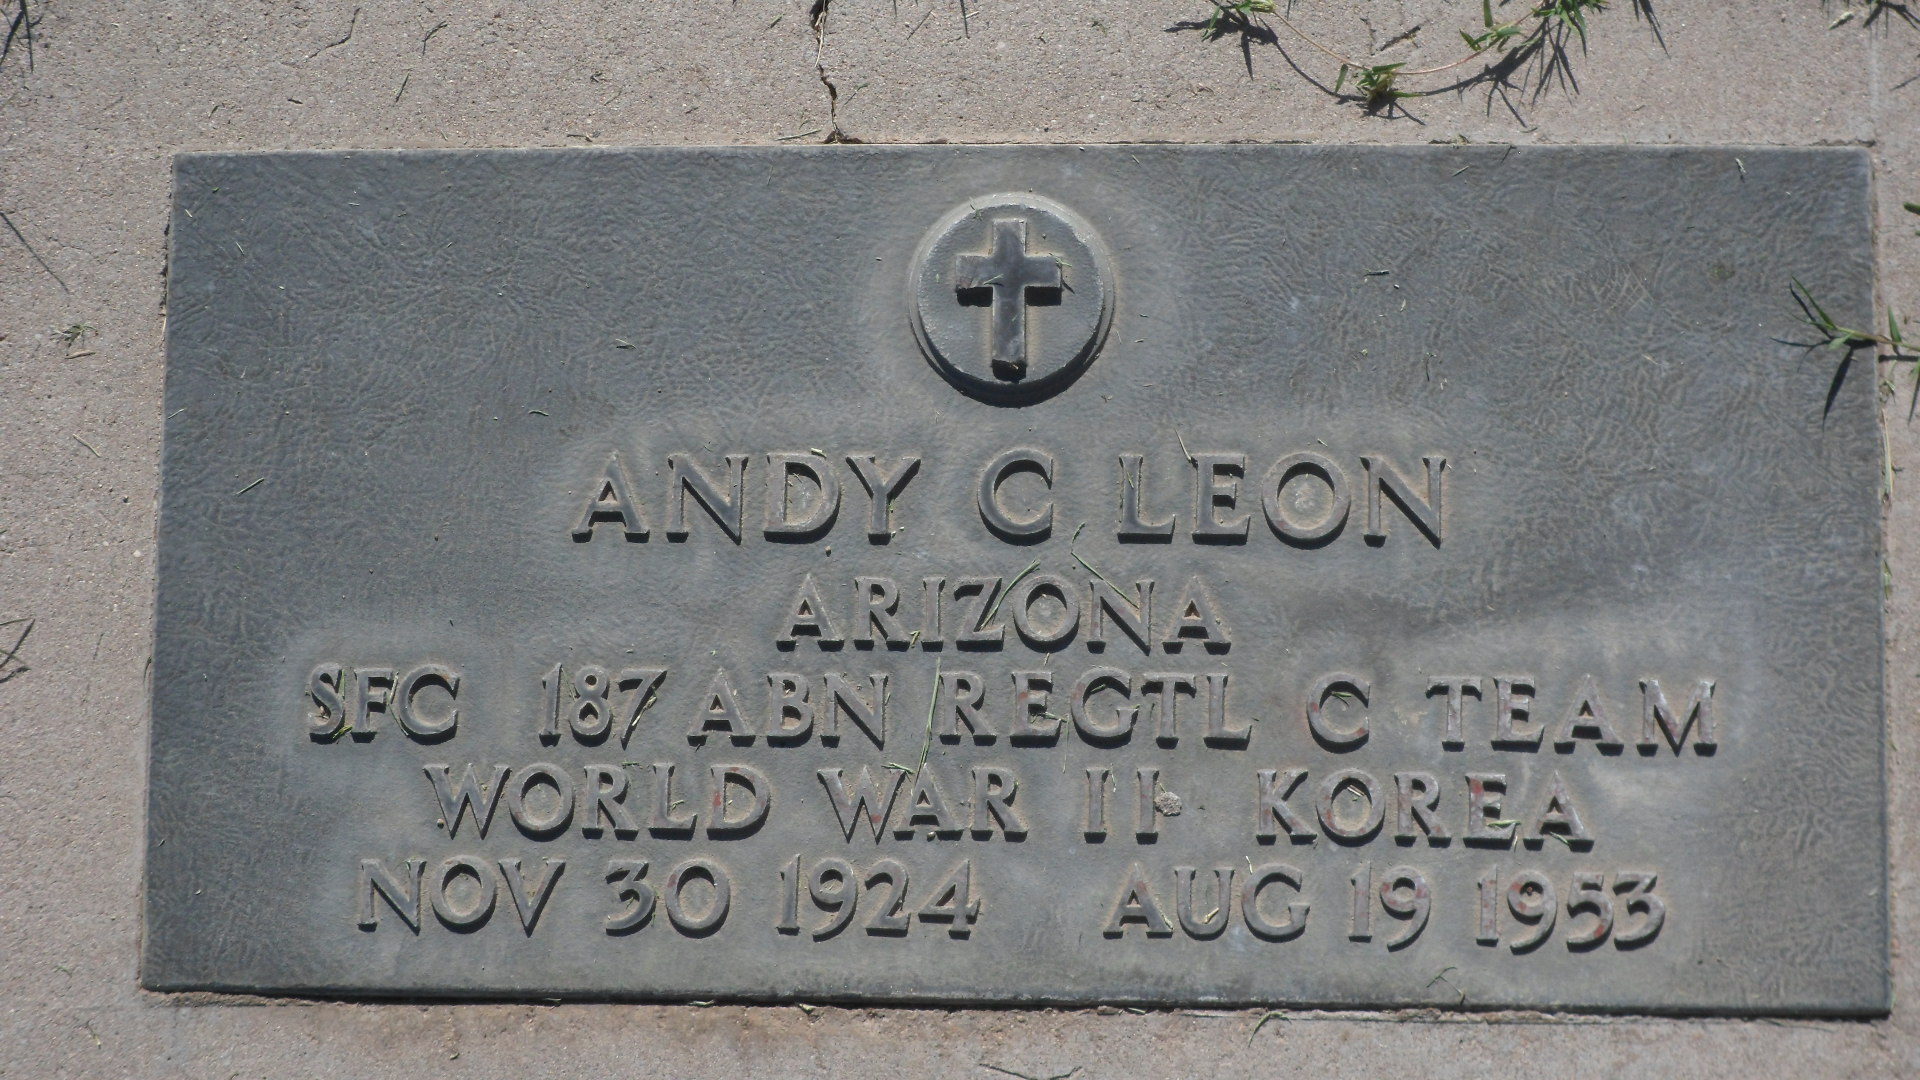 ANDY C LEON
ARIZONA
SFC 187 ABN REGTL C TEAM
WORLD WAR II KOREA
NOV 30 1924 AUG 19 1953